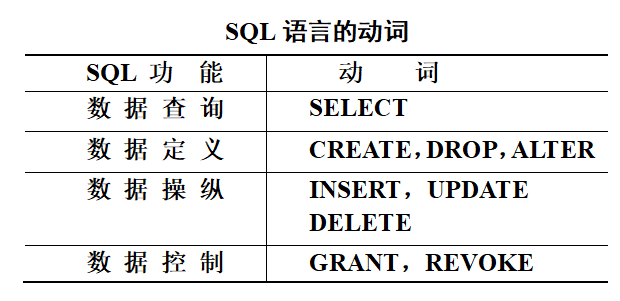 SQL 语言的动词
SQL 功 能 动 词
数 据 查 询 SELECT
数 据 定 义 CREATE,DROP,ALTER
数 据 操 纵 INSERT，UPDATE
DELETE
数 据 控 制 GRANT，REVOKE